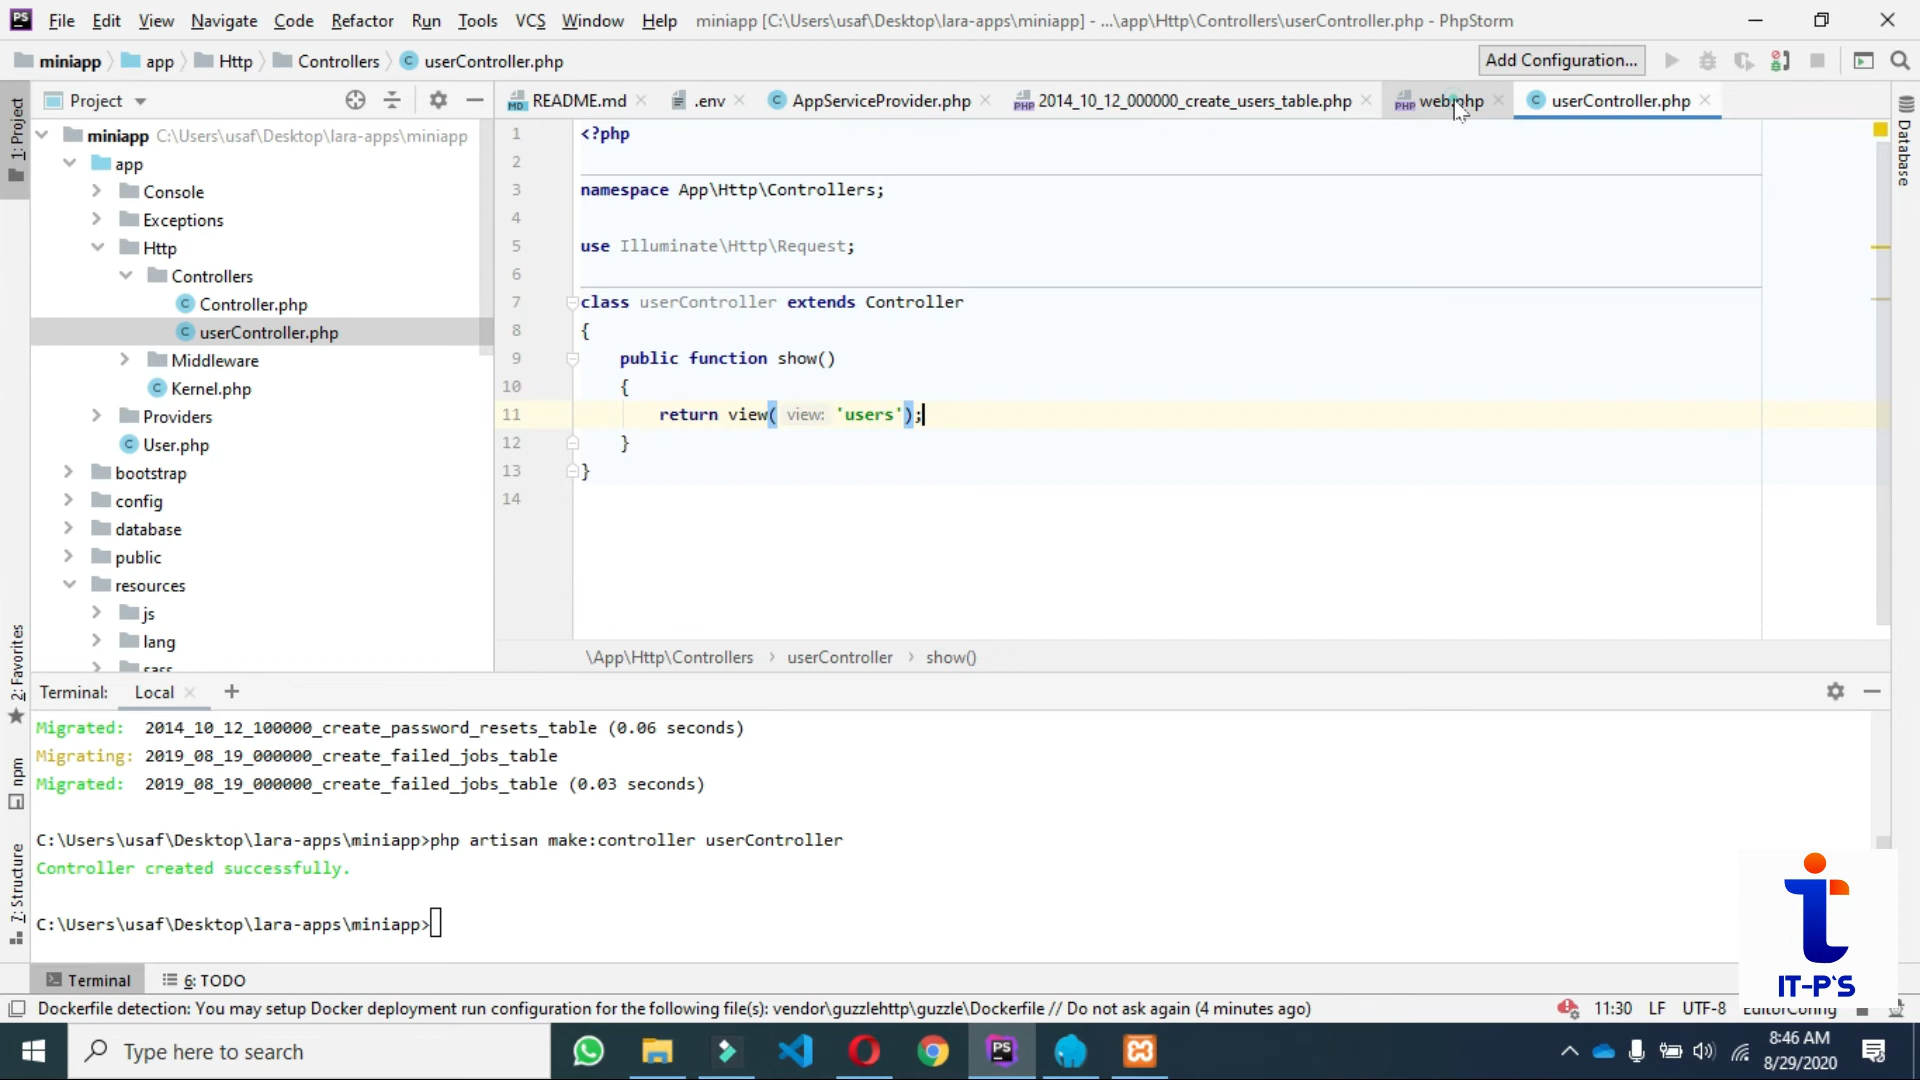 File Edit View Navigate Code Refactor Run Tools VCS Window Help miniapp [C:\Users\usaf\Desktop\lara-apps\miniapp] - ...\app\Http\Controllers\userController.php - PhpStorm
miniapp app Http Controllers userController.php Add Configuration...
Project README.md .env AppServiceProvider.php 2014_10_12_000000_create_users_table.php web.php userController.php
1: Project
2: Favorites
npm
7: Structure
Database
miniapp C:\Users\usaf\Desktop\lara-apps\miniapp
app
Console
Exceptions
Http
Controllers
Controller.php
userController.php
Middleware
Kernel.php
Providers
User.php
bootstrap
config
database
public
resources
js
lang
sass
1 <?php
2
3 namespace App\Http\Controllers;
4
5 use Illuminate\Http\Request;
6
7 class userController extends Controller
8 {
9 public function show()
10 {
11 return view( view: 'users');
12 }
13 }
14
\App\Http\Controllers › userController › show()
Terminal: Local
Migrated: 2014_10_12_100000_create_password_resets_table (0.06 seconds)
Migrating: 2019_08_19_000000_create_failed_jobs_table
Migrated: 2019_08_19_000000_create_failed_jobs_table (0.03 seconds)
C:\Users\usaf\Desktop\lara-apps\miniapp>php artisan make:controller userController
Controller created successfully.
C:\Users\usaf\Desktop\lara-apps\miniapp>
IT-P'S
Terminal 6: TODO
Dockerfile detection: You may setup Docker deployment run configuration for the following file(s): vendor\guzzlehttp\guzzle\Dockerfile // Do not ask again (4 minutes ago) 11:30 LF UTF-8 EditorConfig
Type here to search
8:46 AM
8/29/2020